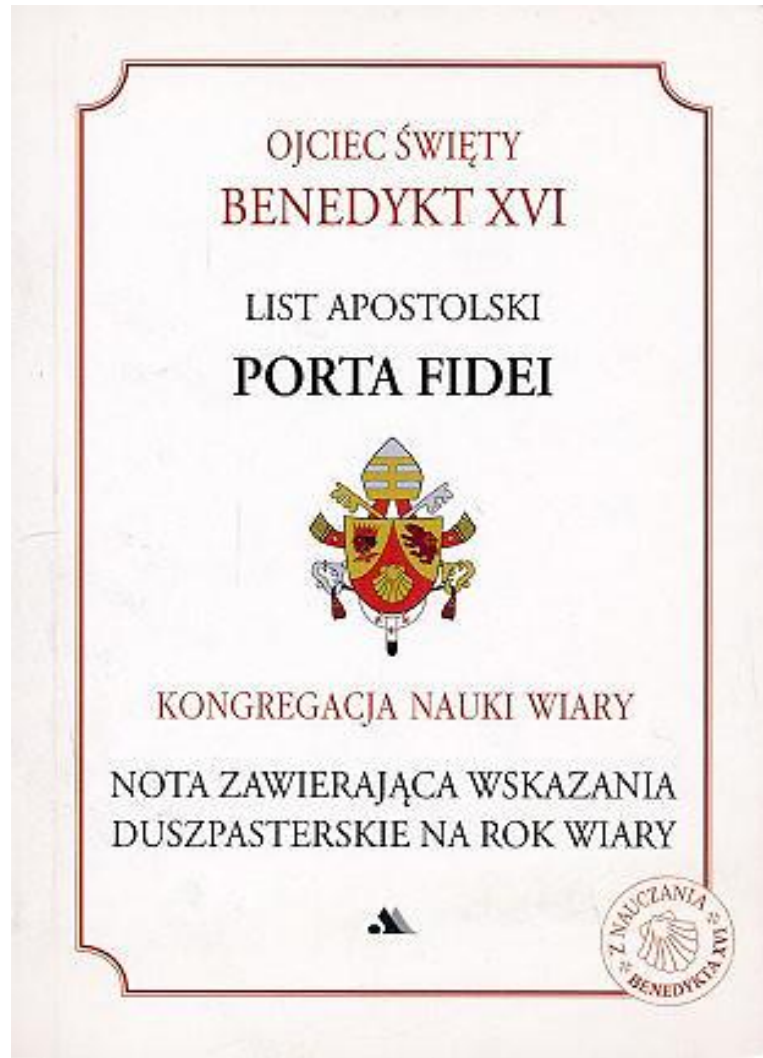 OJCIEC ŚWIĘTY
BENEDYKT XVI
LIST APOSTOLSKI
PORTA FIDEI
KONGREGACJA NAUKI WIARY
NOTA ZAWIERAJĄCA WSKAZANIA
DUSZPASTERSKIE NA ROK WIARY
Z NAUCZANIA
BENEDYKTA XVI